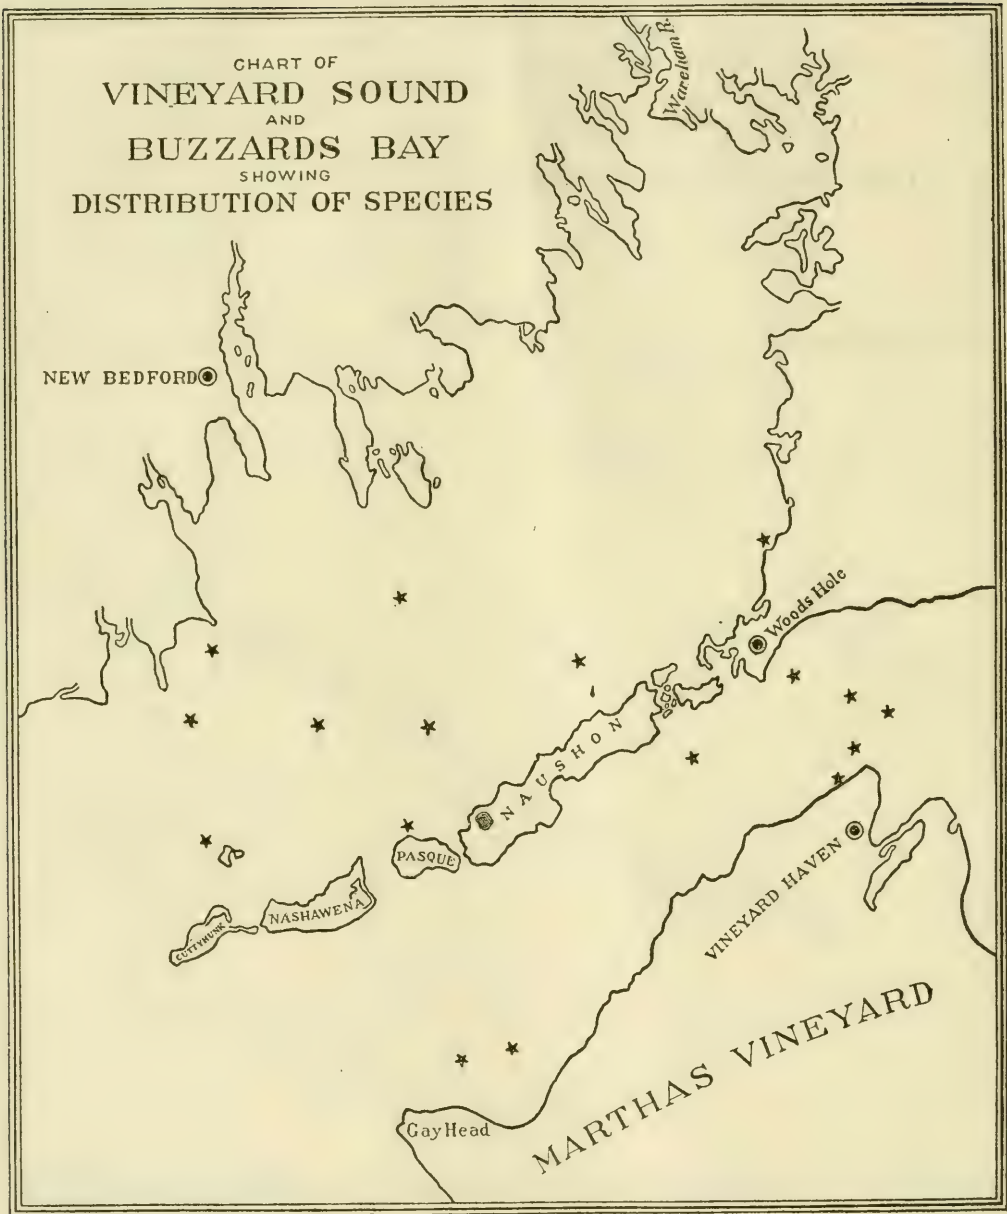 CHART OF
VINEYARD SOUND
AND
BUZZARDS BAY
SHOWING
DISTRIBUTION OF SPECIES
Wareham R.
NEW BEDFORD
Woods Hole
NAUSHON
PASQUE
NASHAWENA
CUTTYHUNK
VINEYARD HAVEN
MARTHAS VINEYARD
Gay Head